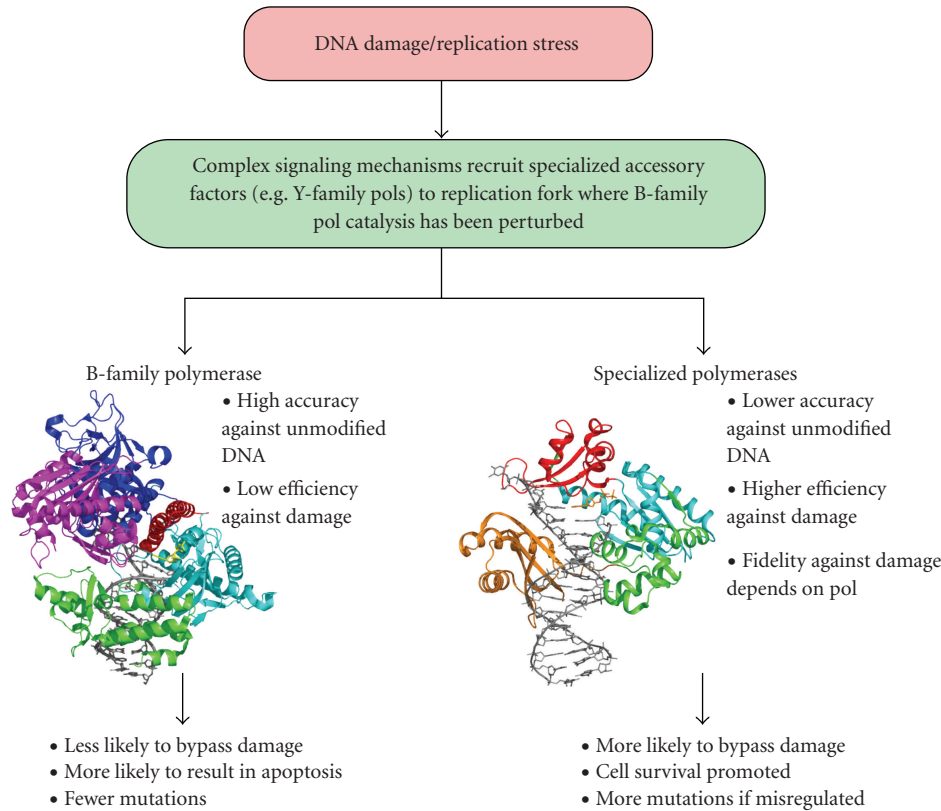 DNA damage/replication stress
Complex signaling mechanisms recruit specialized accessory
factors (e.g. Y-family pols) to replication fork where B-family
pol catalysis has been perturbed
B-family polymerase
• High accuracy
against unmodified
DNA
• Low efficiency
against damage
• Less likely to bypass damage
• More likely to result in apoptosis
• Fewer mutations
Specialized polymerases
• Lower accuracy
against unmodified
DNA
• Higher efficiency
against damage
• Fidelity against damage
depends on pol
• More likely to bypass damage
• Cell survival promoted
• More mutations if misregulated